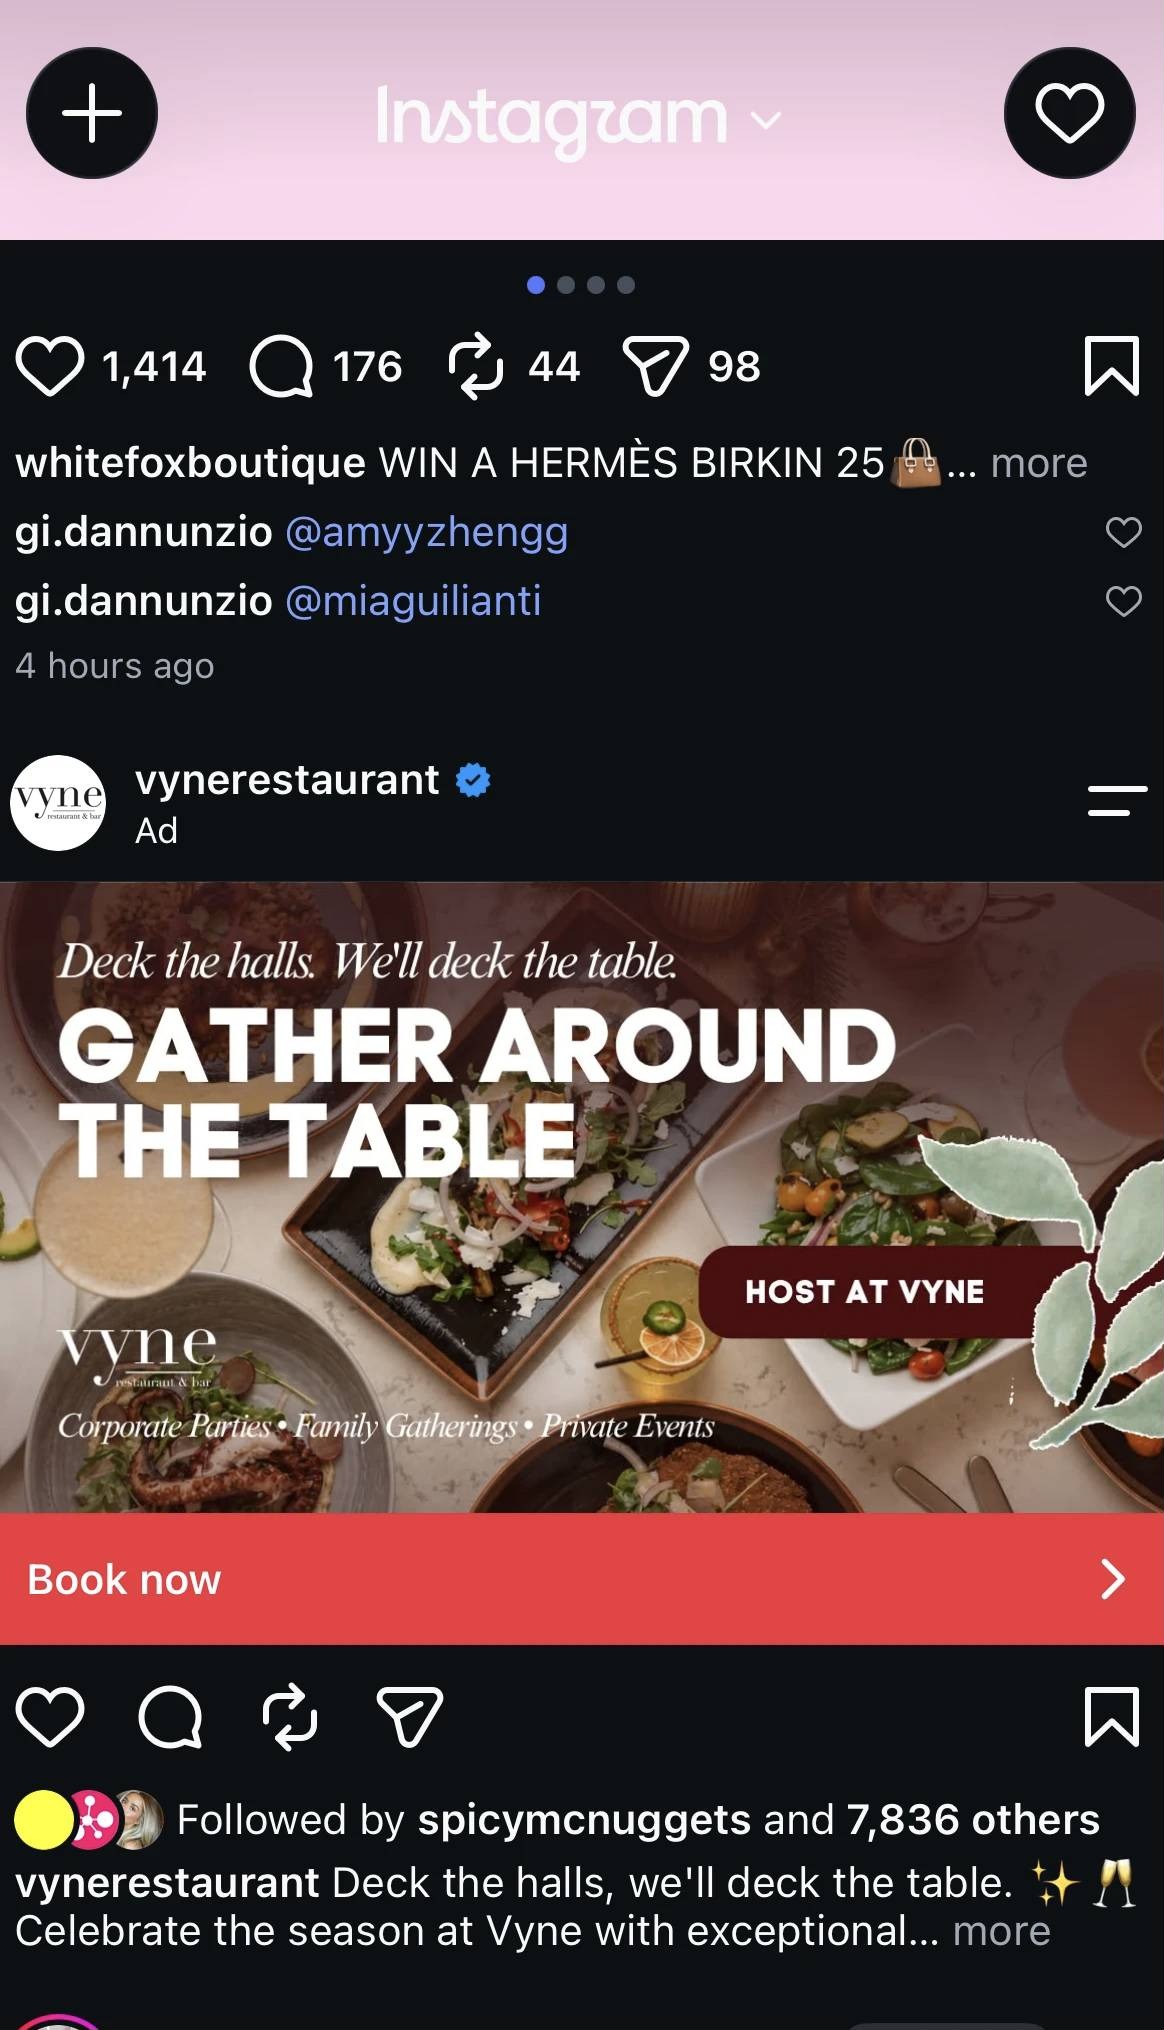 Instagram
1,414 176 44 98
whitefoxboutique WIN A HERMÈS BIRKIN 25👜... more
gi.dannunzio @amyyzhengg
gi.dannunzio @miaguilianti
4 hours ago
vyne
restaurant & bar
vynerestaurant
Ad
Deck the halls. We'll deck the table.
GATHER AROUND
THE TABLE
HOST AT VYNE
vyne
restaurant & bar
Corporate Parties • Family Gatherings • Private Events
Book now
Followed by spicymcnuggets and 7,836 others
vynerestaurant Deck the halls, we'll deck the table. ✨🥂
Celebrate the season at Vyne with exceptional... more